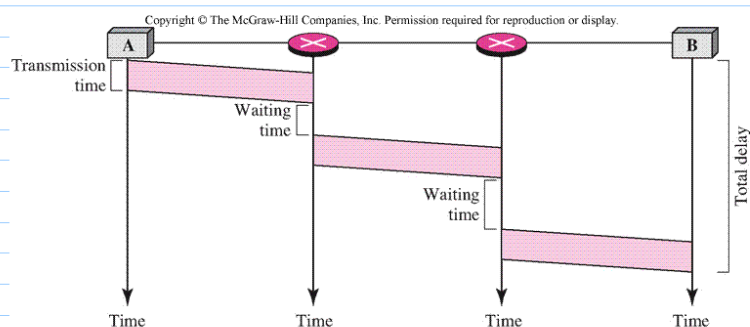 Copyright © The McGraw-Hill Companies, Inc. Permission required for reproduction or display.
A
B
Transmission
time
Waiting
time
Waiting
time
Total delay
Time
Time
Time
Time